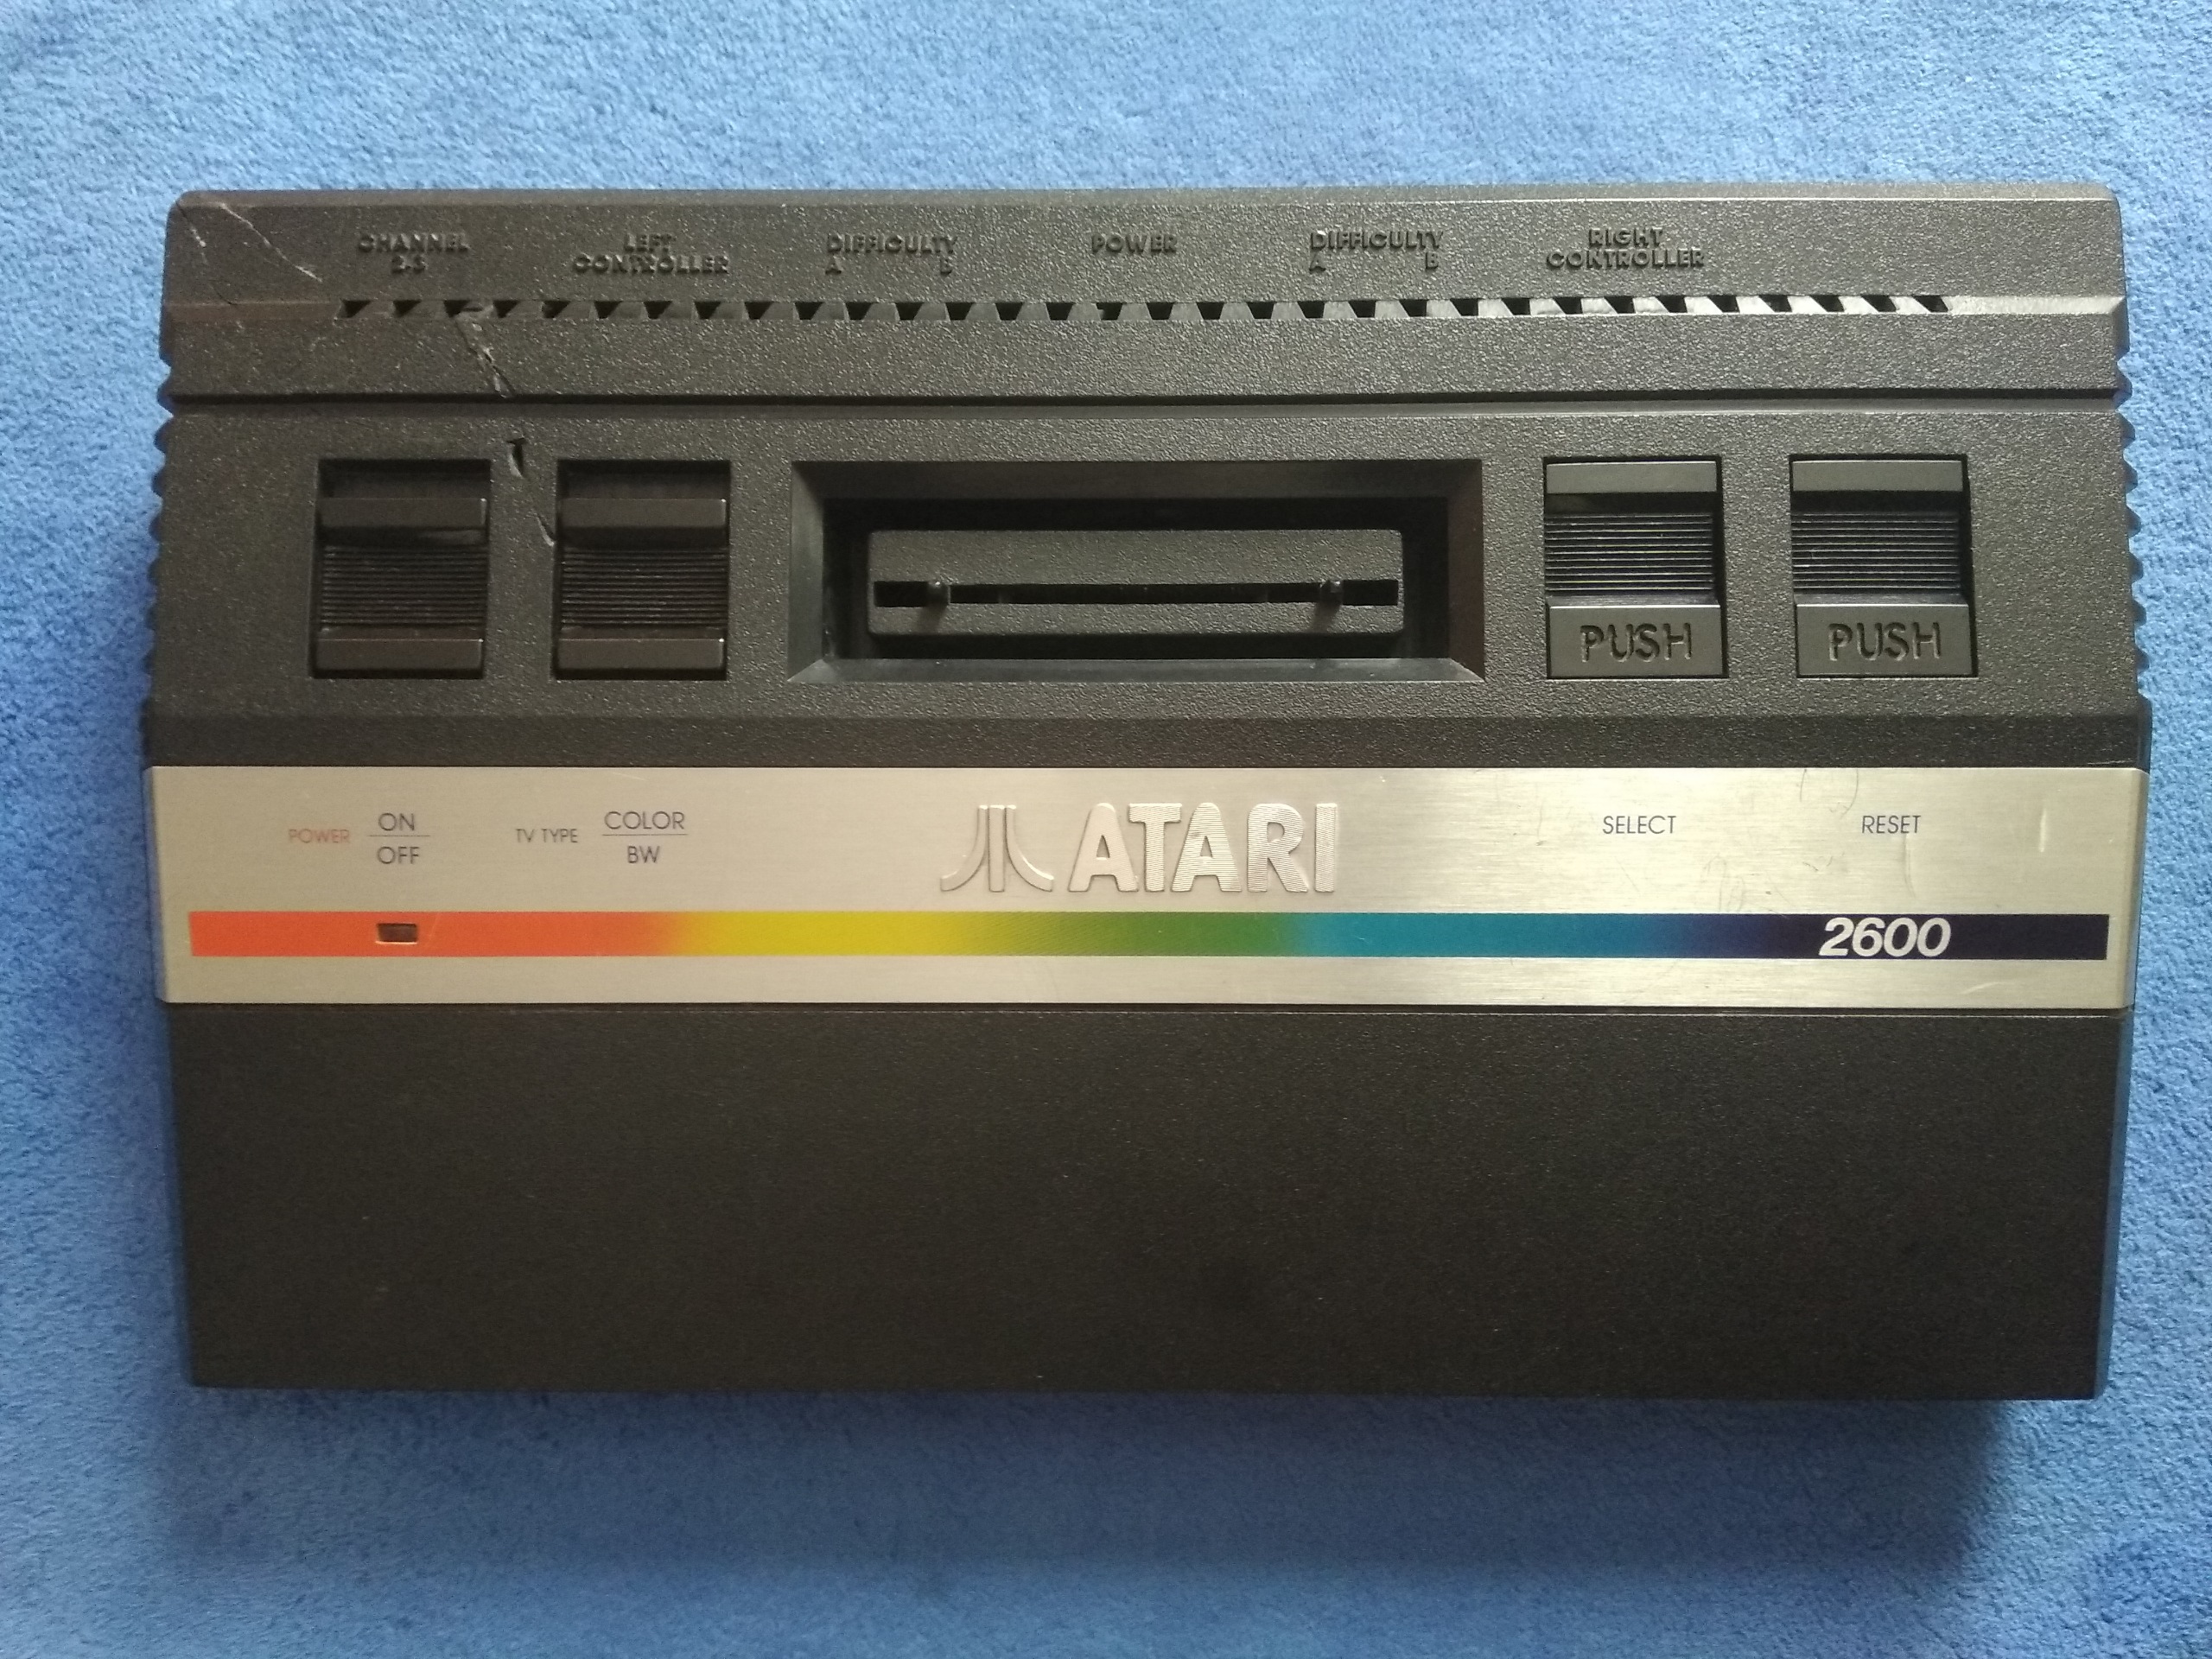 CHANNEL
2-3
LEFT
CONTROLLER
DIFFICULTY
A B
POWER
DIFFICULTY
A B
RIGHT
CONTROLLER
PUSH
PUSH
POWER
ON
OFF
TV TYPE
COLOR
BW
ATARI
SELECT
RESET
2600